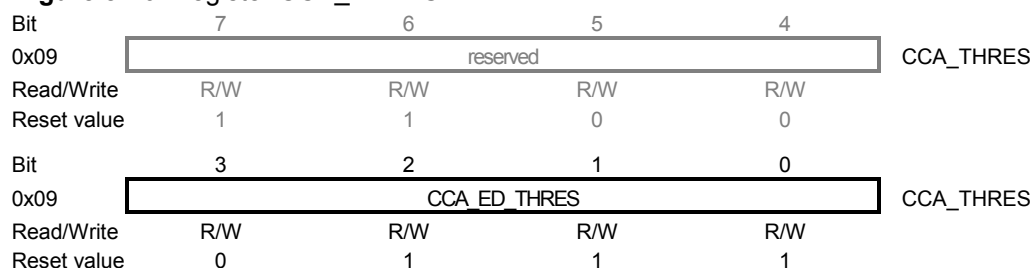 Bit 7 6 5 4
0x09 reserved CCA_THRES
Read/Write R/W R/W R/W R/W
Reset value 1 1 0 0
Bit 3 2 1 0
0x09 CCA_ED_THRES CCA_THRES
Read/Write R/W R/W R/W R/W
Reset value 0 1 1 1